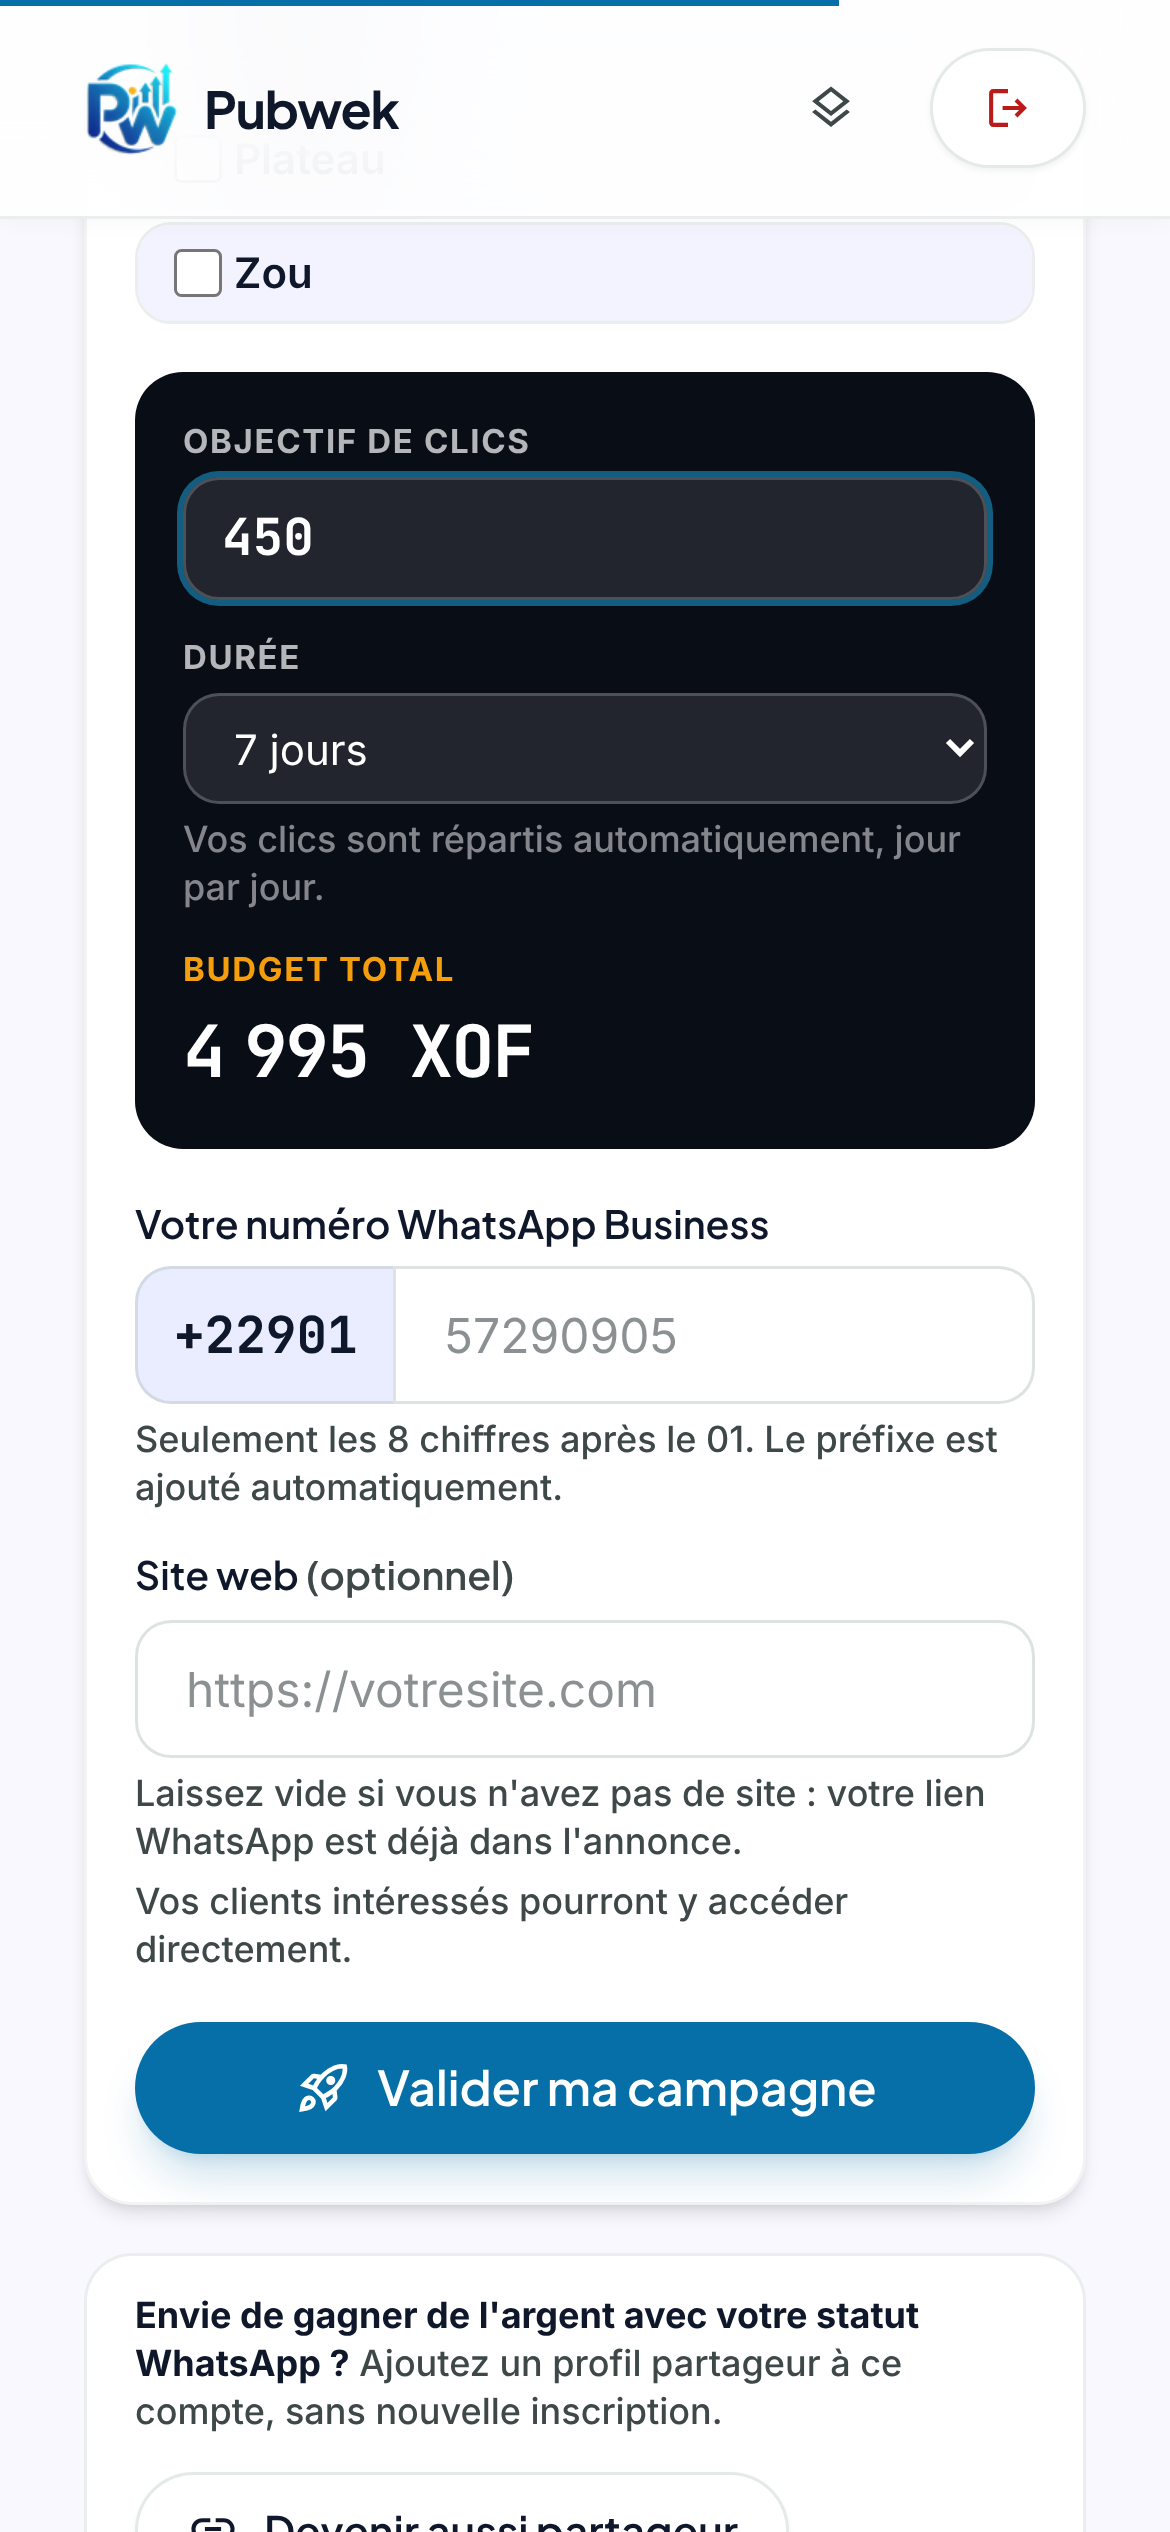 Pubwek
Plateau
Zou
OBJECTIF DE CLICS
450
DURÉE
7 jours
Vos clics sont répartis automatiquement, jour
par jour.
BUDGET TOTAL
4 995 XOF
Votre numéro WhatsApp Business
+22901 57290905
Seulement les 8 chiffres après le 01. Le préfixe est
ajouté automatiquement.
Site web (optionnel)
https://votresite.com
Laissez vide si vous n'avez pas de site : votre lien
WhatsApp est déjà dans l'annonce.
Vos clients intéressés pourront y accéder
directement.
Valider ma campagne
Envie de gagner de l'argent avec votre statut
WhatsApp ? Ajoutez un profil partageur à ce
compte, sans nouvelle inscription.
Devenir aussi partageur